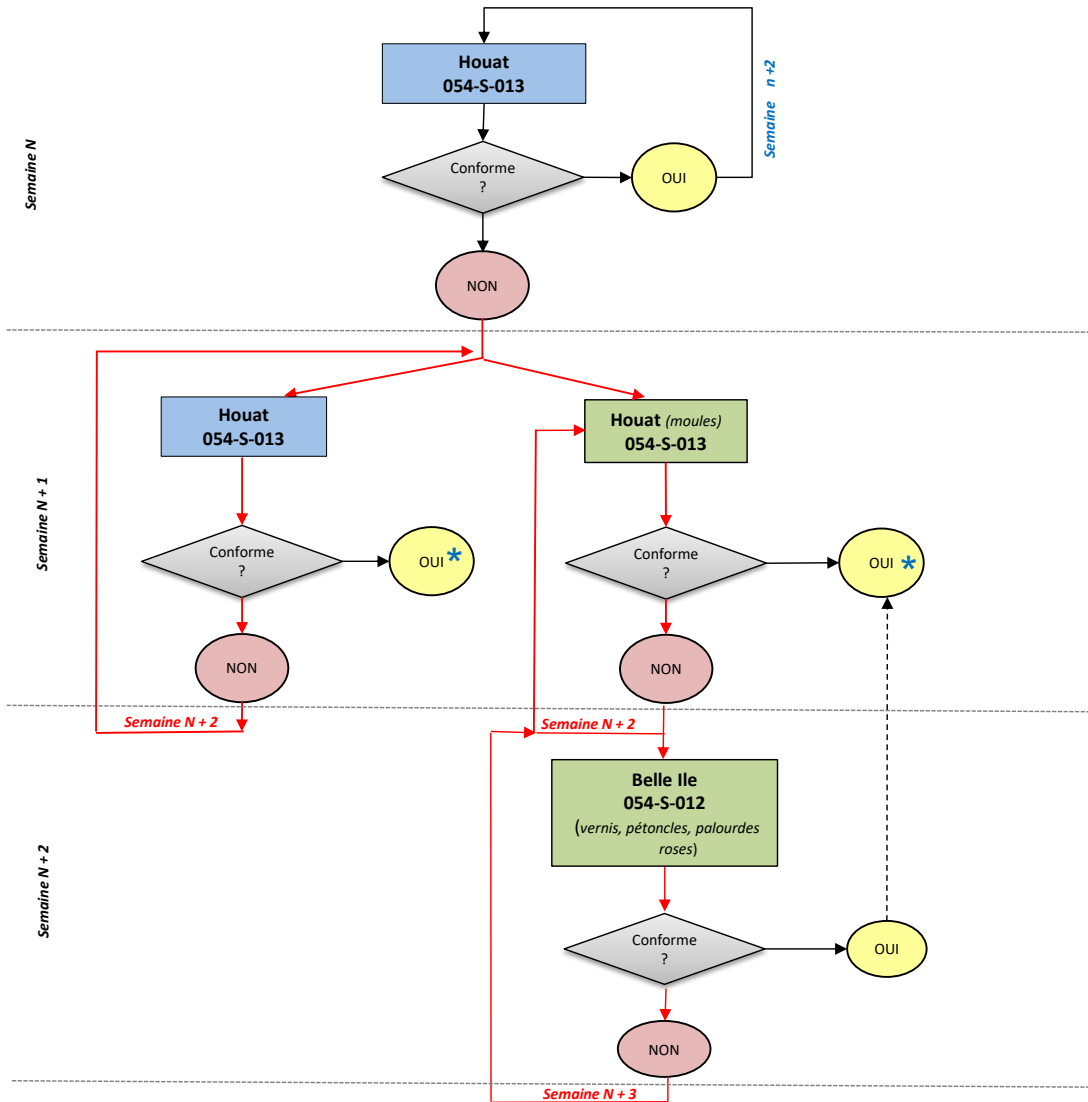 Houat
054-S-013
Semaine n +2
Semaine N
Conforme
?
OUI
NON
Houat
054-S-013
Houat (moules)
054-S-013
Semaine N + 1
Conforme
?
OUI *
Conforme
?
OUI *
NON
NON
Semaine N + 2
Semaine N + 2
Belle Ile
054-S-012
(vernis, pétoncles, palourdes
roses)
Semaine N + 2
Conforme
?
OUI
NON
Semaine N + 3